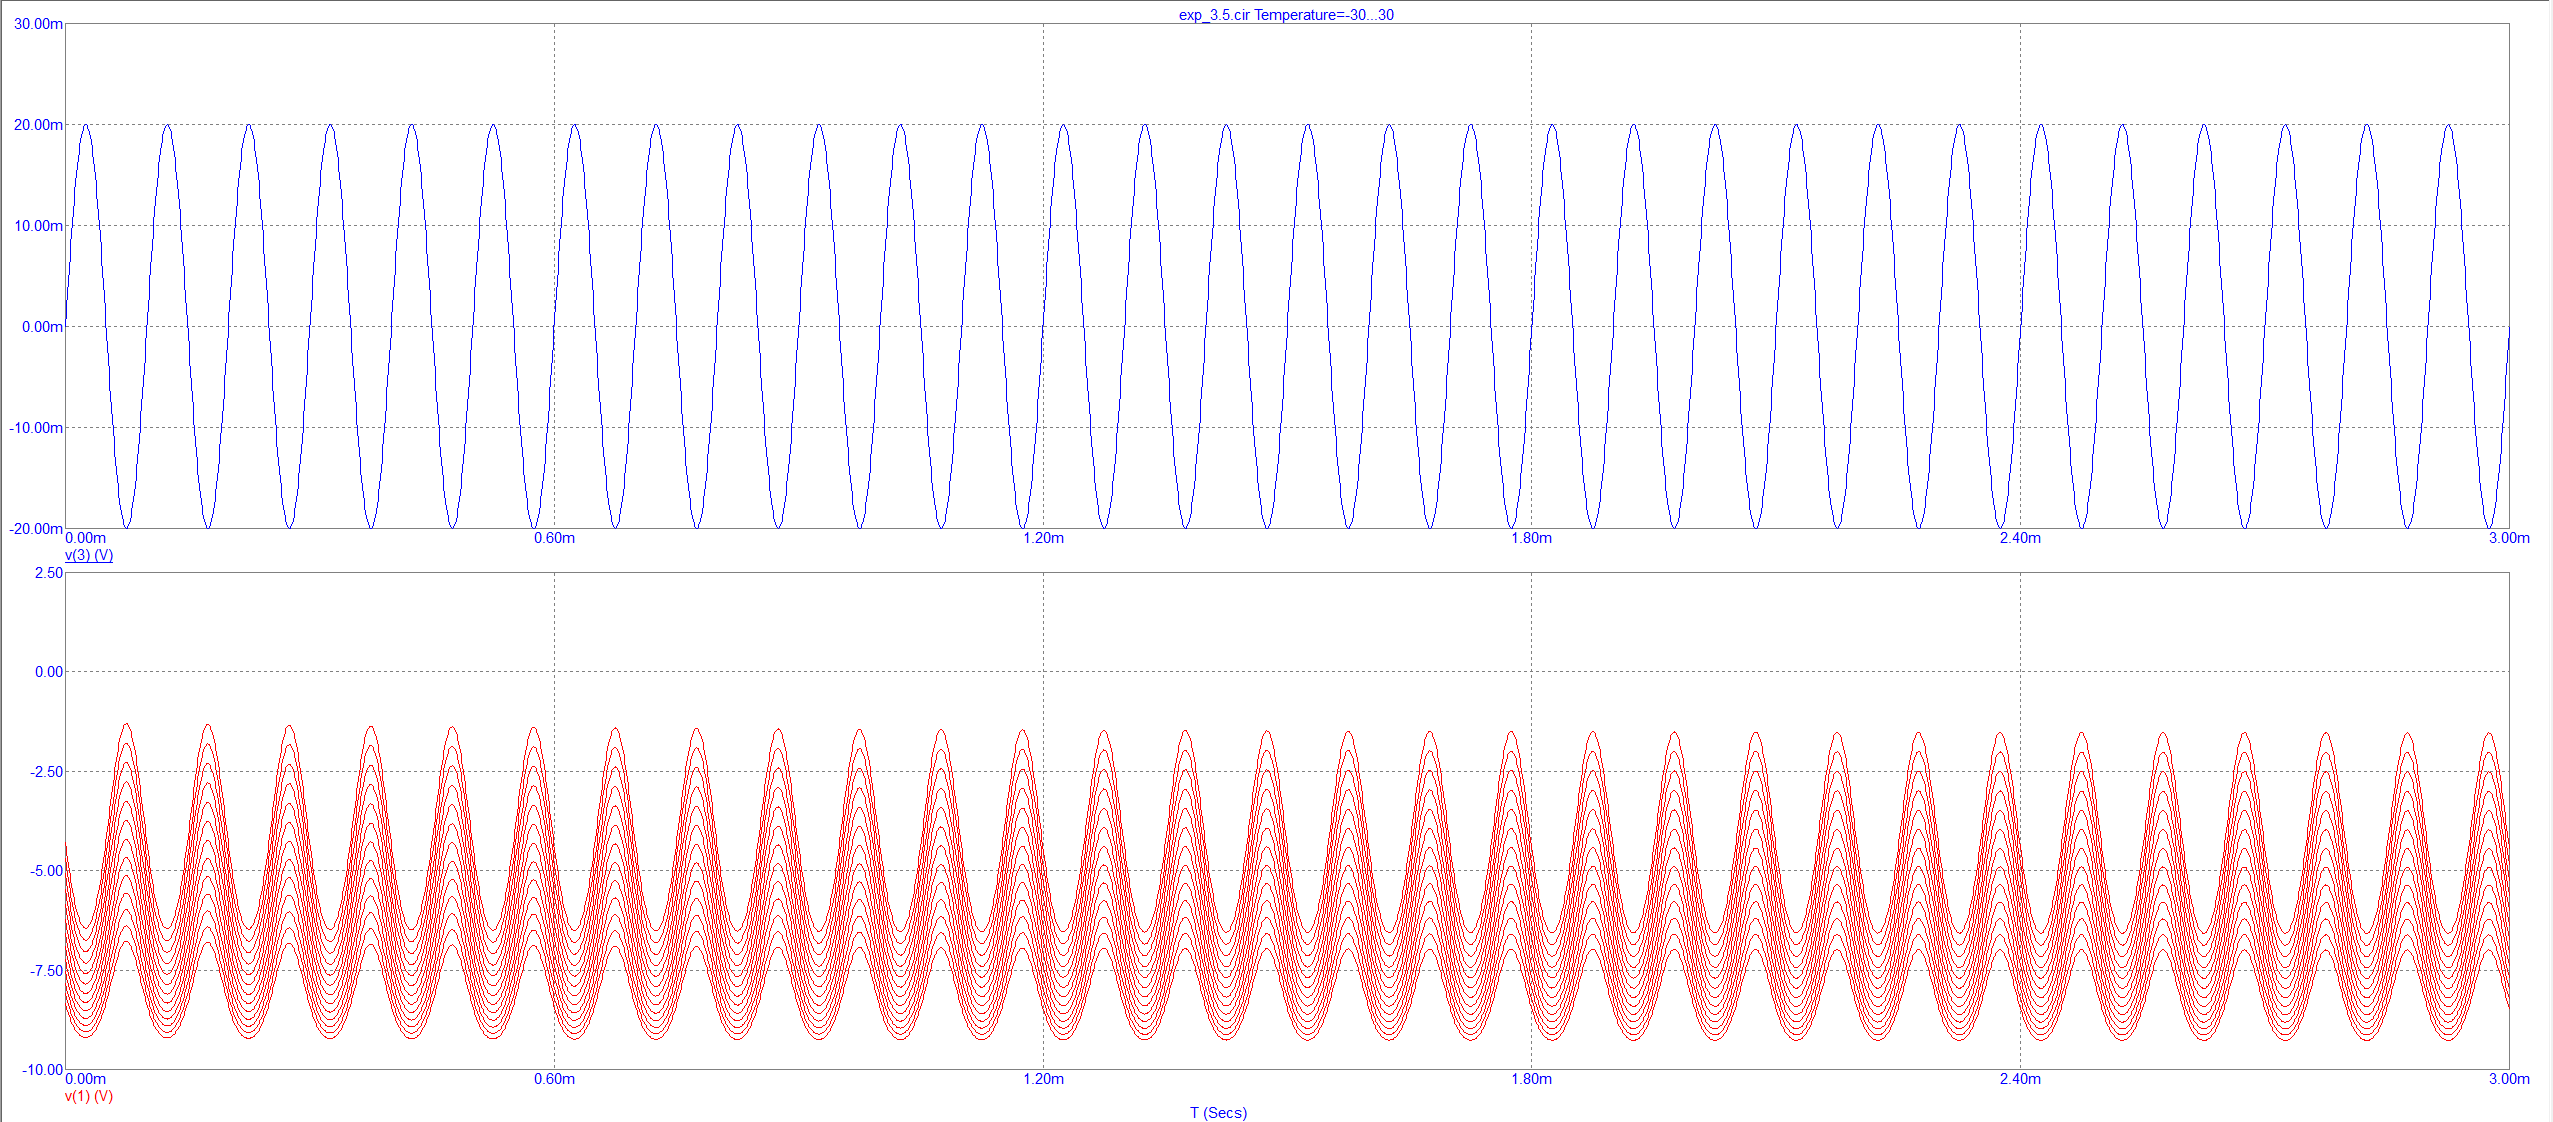 exp_3.5.cir Temperature=-30...30
30.00m
20.00m
10.00m
0.00m
-10.00m
-20.00m
0.00m 0.60m 1.20m 1.80m 2.40m 3.00m
v(3) (V)
2.50
0.00
-2.50
-5.00
-7.50
-10.00
0.00m 0.60m 1.20m 1.80m 2.40m 3.00m
v(1) (V)
T (Secs)